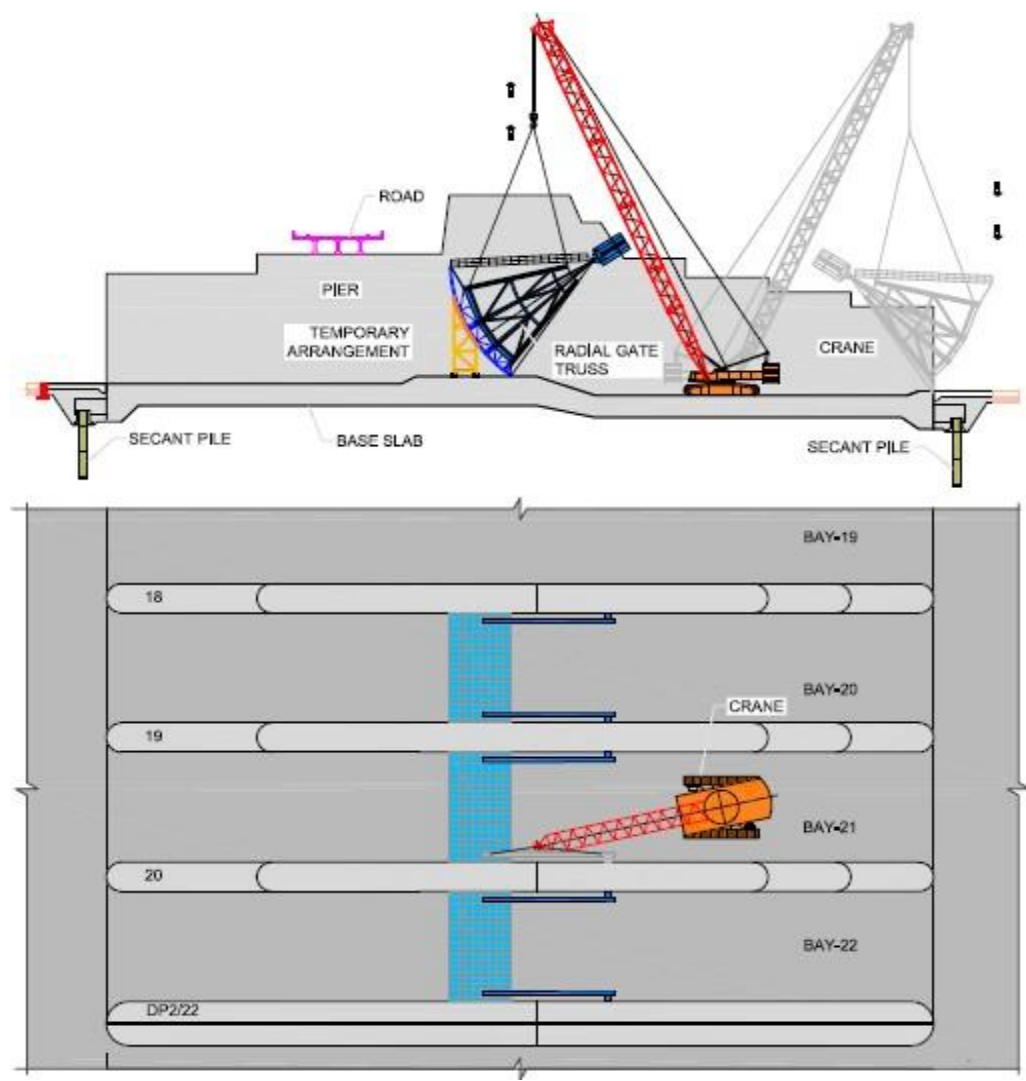 ROAD
PIER
TEMPORARY
ARRANGEMENT
RADIAL GATE
TRUSS
CRANE
SECANT PILE
BASE SLAB
SECANT PILE
BAY-19
18
BAY-20
CRANE
19
BAY-21
20
BAY-22
DP2/22